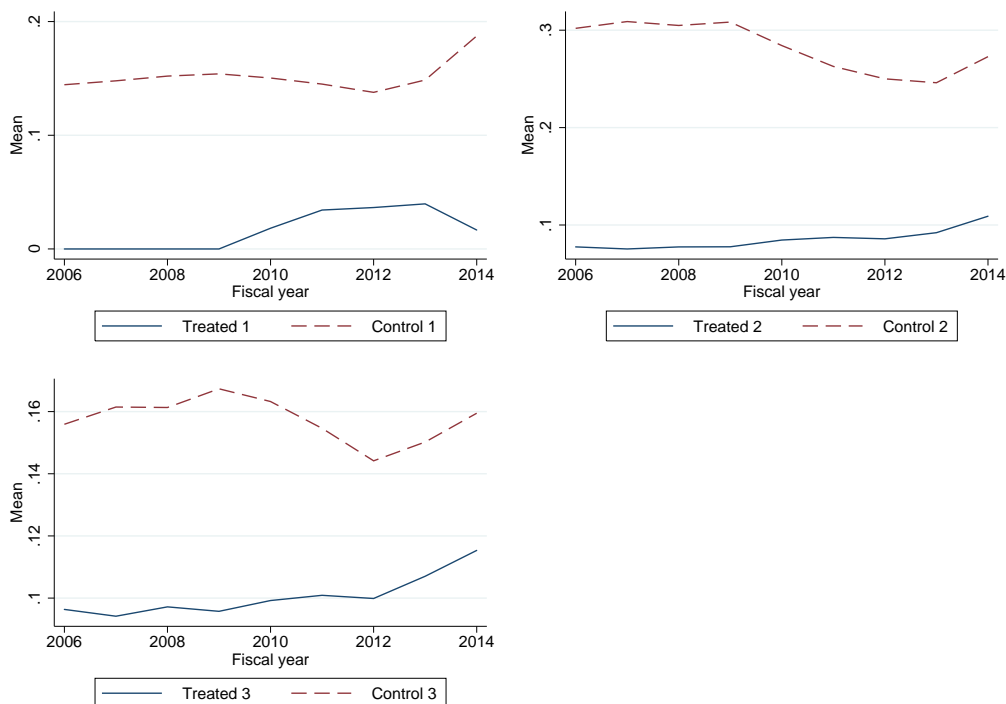 Mean
.2
.1
0
2006 2008 2010 2012 2014
Fiscal year
Treated 1 Control 1
Mean
.3
.2
.1
2006 2008 2010 2012 2014
Fiscal year
Treated 2 Control 2
Mean
.16
.14
.12
.1
2006 2008 2010 2012 2014
Fiscal year
Treated 3 Control 3